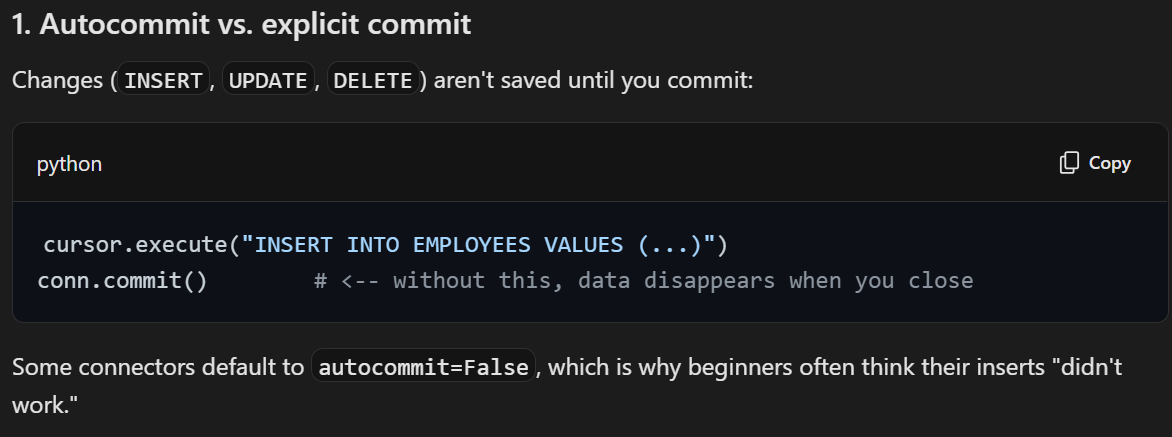 1. Autocommit vs. explicit commit
Changes (INSERT, UPDATE, DELETE) aren't saved until you commit:
python
Copy
cursor.execute("INSERT INTO EMPLOYEES VALUES (...)")
conn.commit()        # <-- without this, data disappears when you close
Some connectors default to autocommit=False, which is why beginners often think their inserts "didn't
work."